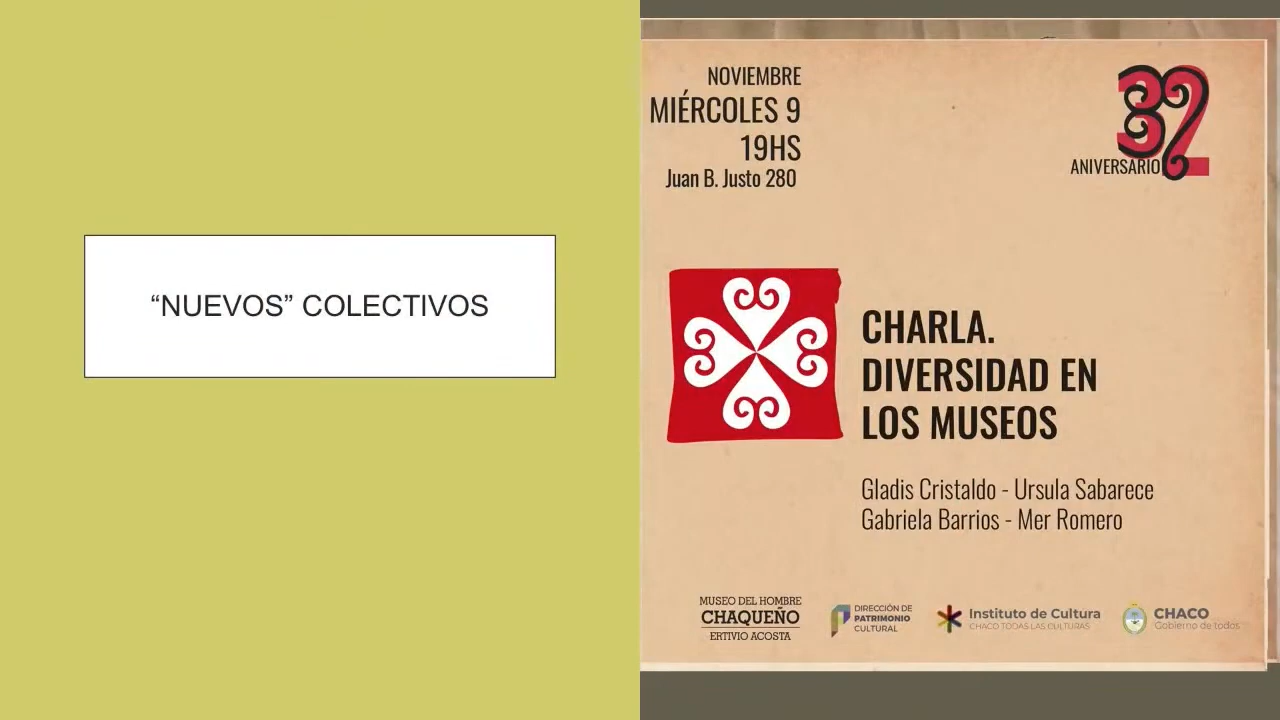 “NUEVOS” COLECTIVOS
NOVIEMBRE
MIÉRCOLES 9
19HS
Juan B. Justo 280
32
ANIVERSARIO
CHARLA.
DIVERSIDAD EN
LOS MUSEOS
Gladis Cristaldo - Ursula Sabarece
Gabriela Barrios - Mer Romero
MUSEO DEL HOMBRE
CHAQUEÑO
ERTIVIO ACOSTA
DIRECCIÓN DE
PATRIMONIO
CULTURAL
Instituto de Cultura
CHACO TODAS LAS CULTURAS
CHACO
Gobierno de todos